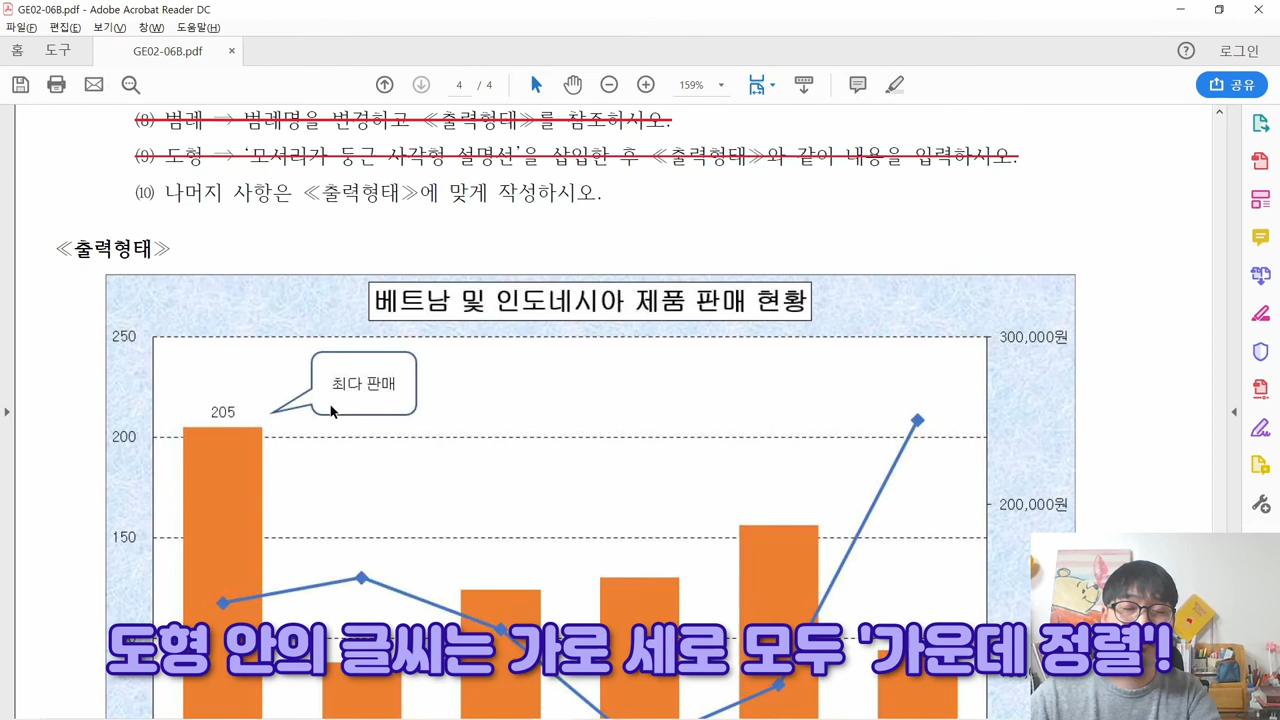 GE02-06B.pdf - Adobe Acrobat Reader DC
파일(F) 편집(E) 보기(V) 창(W) 도움말(H)
홈 도구 GE02-06B.pdf × 로그인
4 / 4 159% 공유
(8) 범례 → 범례명을 변경하고 ≪출력형태≫를 참조하시오.
(9) 도형 → ‘모서리가 둥근 사각형 설명선’을 삽입한 후 ≪출력형태≫와 같이 내용을 입력하시오.
(10) 나머지 사항은 ≪출력형태≫에 맞게 작성하시오.
≪출력형태≫
베트남 및 인도네시아 제품 판매 현황
250 300,000원
최다 판매
205
200
200,000원
150
도형 안의 글씨는 가로 세로 모두 '가운데 정렬'!